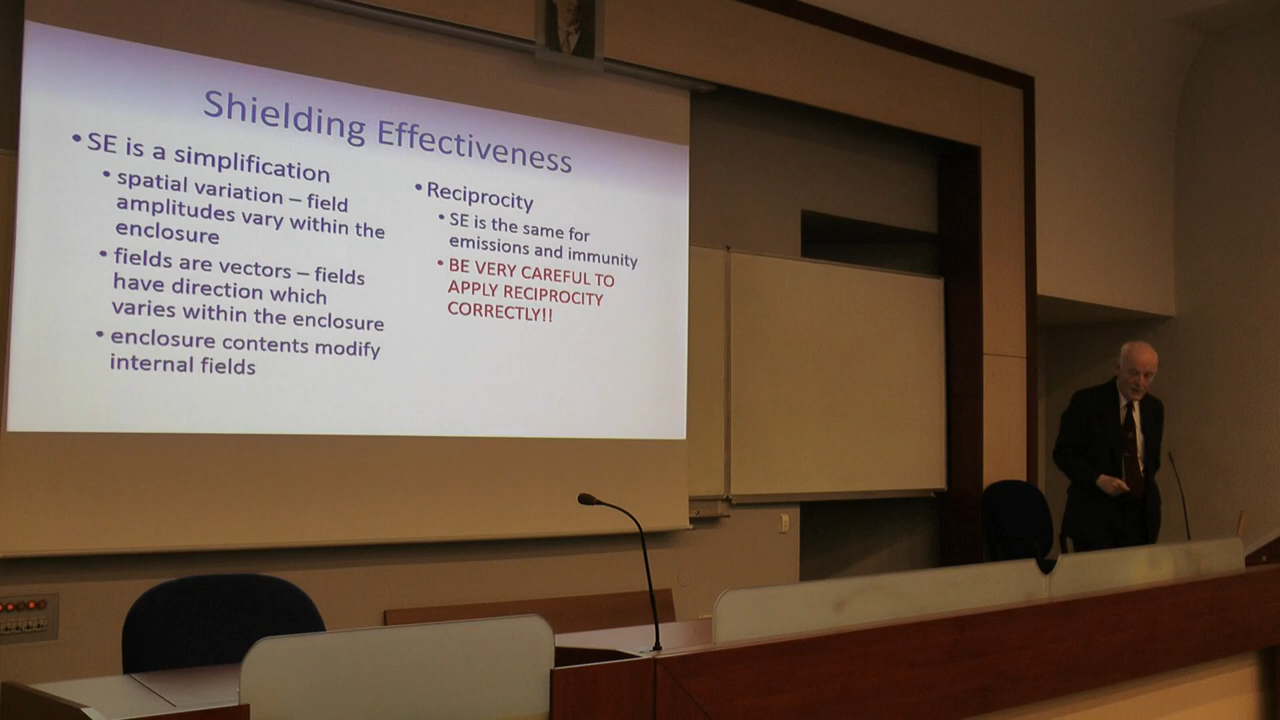 Shielding Effectiveness
• SE is a simplification
• spatial variation – field
amplitudes vary within the
enclosure
• fields are vectors – fields
have direction which
varies within the enclosure
• enclosure contents modify
internal fields
• Reciprocity
• SE is the same for
emissions and immunity
• BE VERY CAREFUL TO
APPLY RECIPROCITY
CORRECTLY!!